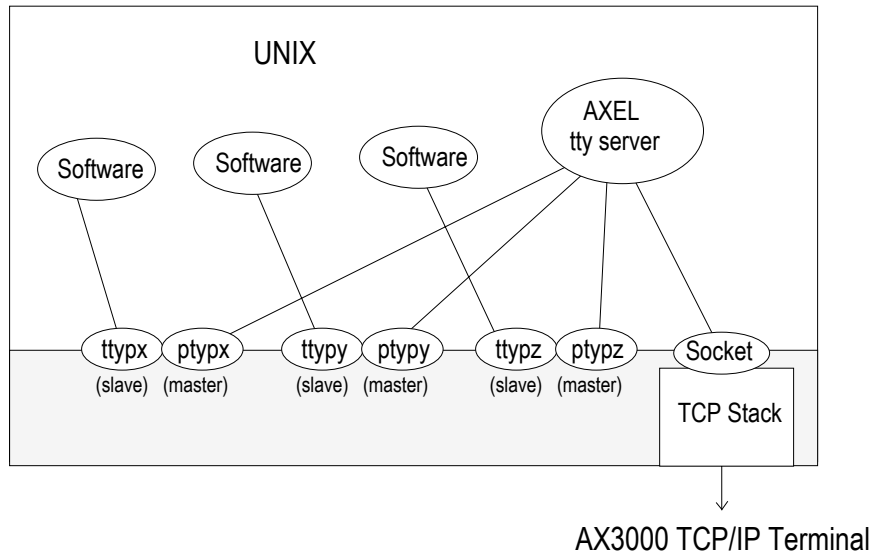 UNIX
AXEL
tty server
Software
Software
Software
ttypx
ptypx
ttypy
ptypy
ttypz
ptypz
Socket
(slave)
(master)
(slave)
(master)
(slave)
(master)
TCP Stack
AX3000 TCP/IP Terminal